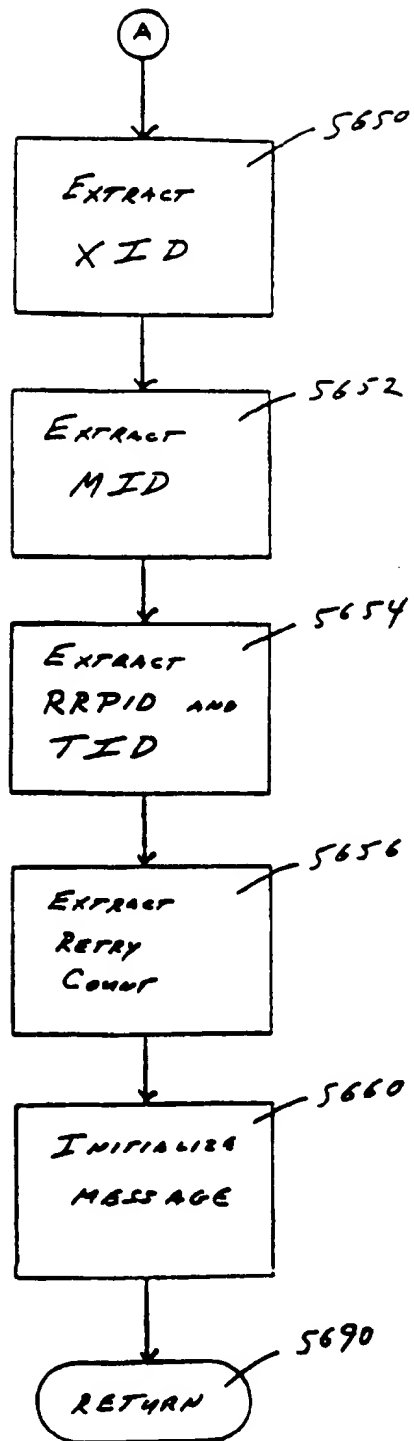 A
5650
EXTRACT
XID
5652
EXTRACT
MID
5654
EXTRACT
RRPID AND
TID
5656
EXTRACT
RETRY
COUNT
5660
INITIALIZE
MESSAGE
5690
RETURN